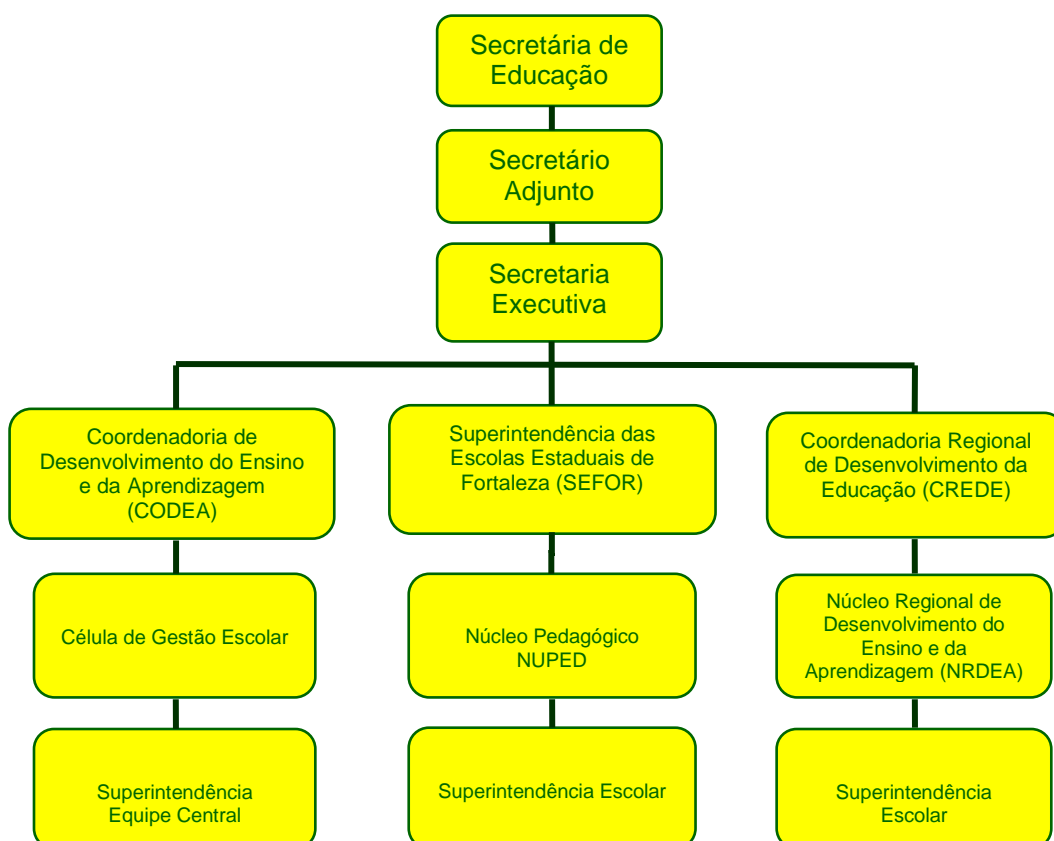 Secretária de
Educação
Secretário
Adjunto
Secretaria
Executiva
Coordenadoria de
Desenvolvimento do Ensino
e da Aprendizagem
(CODEA)
Superintendência das
Escolas Estaduais de
Fortaleza (SEFOR)
Coordenadoria Regional
de Desenvolvimento da
Educação (CREDE)
Célula de Gestão Escolar
Núcleo Pedagógico
NUPED
Núcleo Regional de
Desenvolvimento do
Ensino e da
Aprendizagem (NRDEA)
Superintendência
Equipe Central
Superintendência Escolar
Superintendência
Escolar